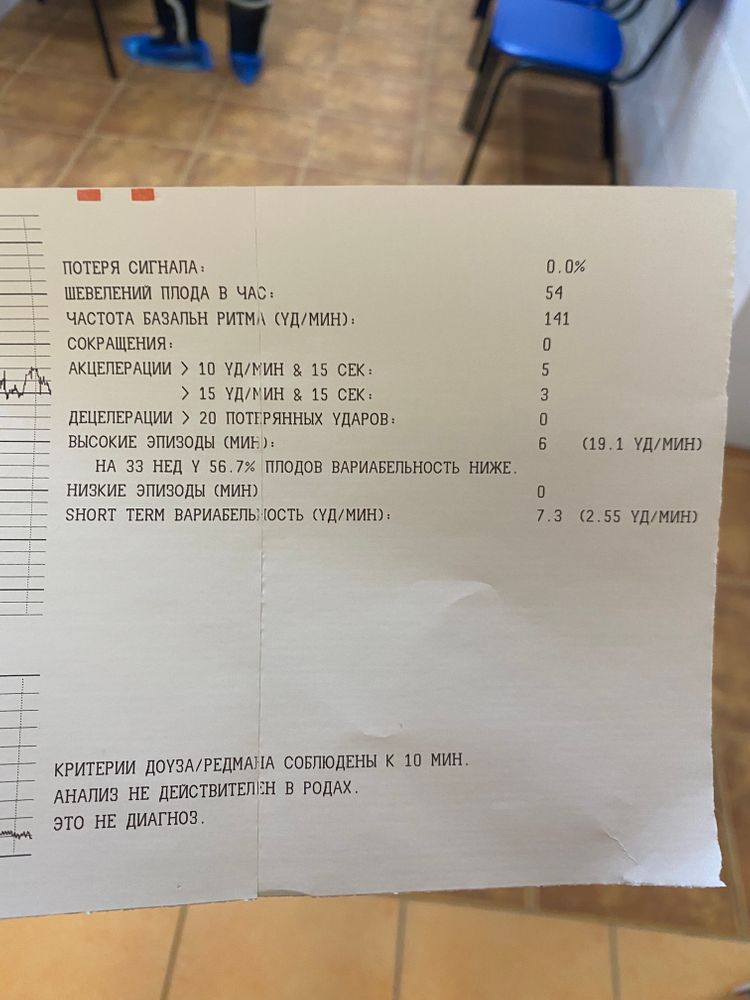 ПОТЕРЯ СИГНАЛА: 0.0%
ШЕВЕЛЕНИЙ ПЛОДА В ЧАС: 54
ЧАСТОТА БАЗАЛЬН РИТМА (УД/МИН): 141
СОКРАЩЕНИЯ: 0
АКЦЕЛЕРАЦИИ > 10 УД/МИН & 15 СЕК: 5
> 15 УД/МИН & 15 СЕК: 3
ДЕЦЕЛЕРАЦИИ > 20 ПОТЕРЯННЫХ УДАРОВ: 0
ВЫСОКИЕ ЭПИЗОДЫ (МИН): 6 (19.1 УД/МИН)
НА 33 НЕД У 56.7% ПЛОДОВ ВАРИАБЕЛЬНОСТЬ НИЖЕ.
НИЗКИЕ ЭПИЗОДЫ (МИН) 0
SHORT TERM ВАРИАБЕЛЬНОСТЬ (УД/МИН): 7.3 (2.55 УД/МИН)
КРИТЕРИИ ДОУЗА/РЕДМАНА СОБЛЮДЕНЫ К 10 МИН.
АНАЛИЗ НЕ ДЕЙСТВИТЕЛЕН В РОДАХ.
ЭТО НЕ ДИАГНОЗ.